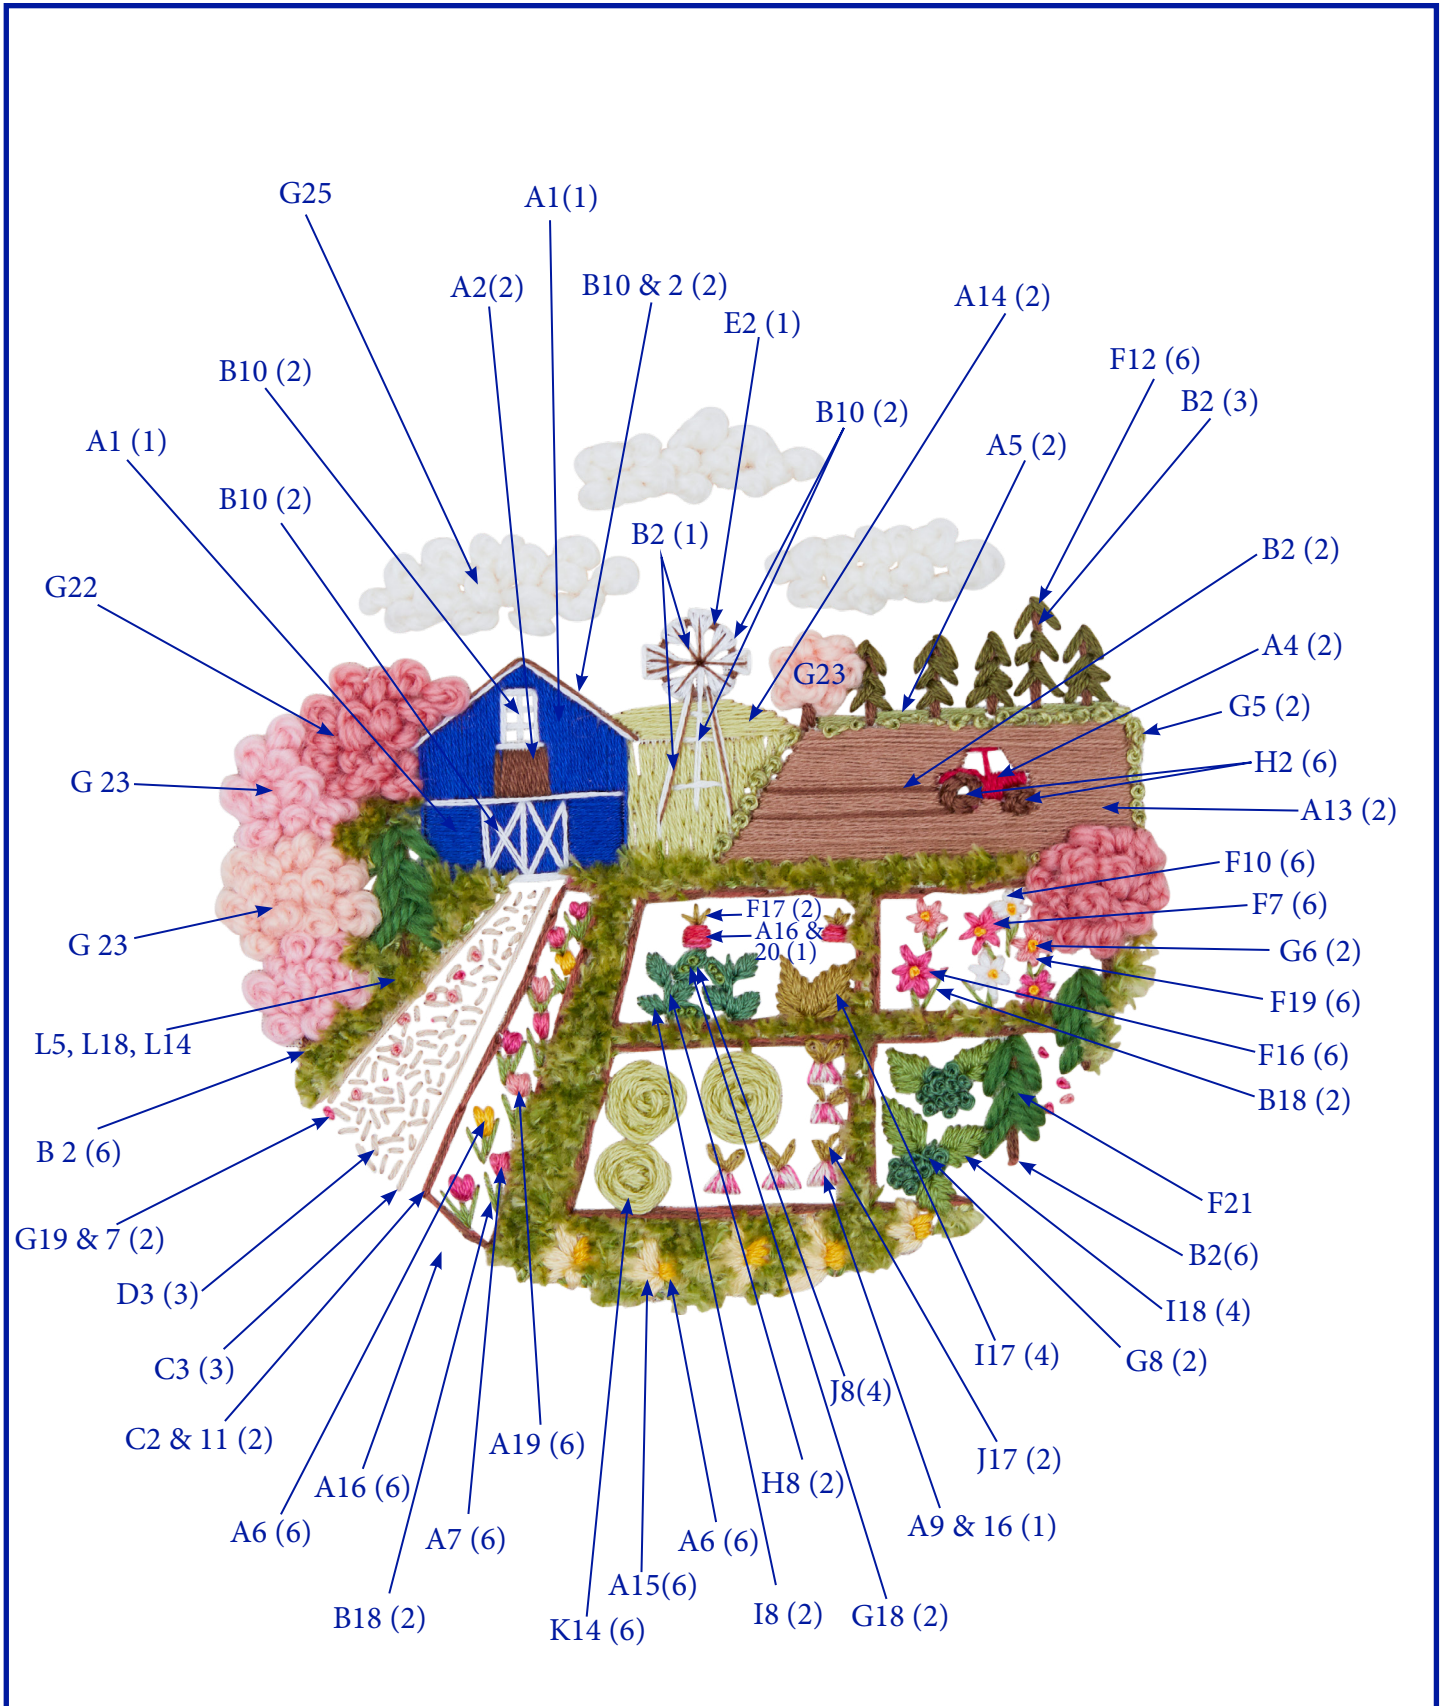 G25
A1(1)
A2(2)
B10 & 2 (2)
A14 (2)
E2 (1)
F12 (6)
B10 (2)
B2 (3)
B10 (2)
A1 (1)
A5 (2)
B10 (2)
B2 (1)
B2 (2)
G22
A4 (2)
G23
G5 (2)
H2 (6)
G 23
A13 (2)
F10 (6)
F7 (6)
F17 (2)
A16 &
20 (1)
G 23
G6 (2)
F19 (6)
L5, L18, L14
F16 (6)
B18 (2)
B 2 (6)
F21
G19 & 7 (2)
B2(6)
D3 (3)
I18 (4)
I17 (4)
G8 (2)
C3 (3)
J8(4)
C2 & 11 (2)
A19 (6)
J17 (2)
A16 (6)
H8 (2)
A6 (6)
A7 (6)
A6 (6)
A9 & 16 (1)
A15(6)
B18 (2)
K14 (6)
I8 (2)
G18 (2)